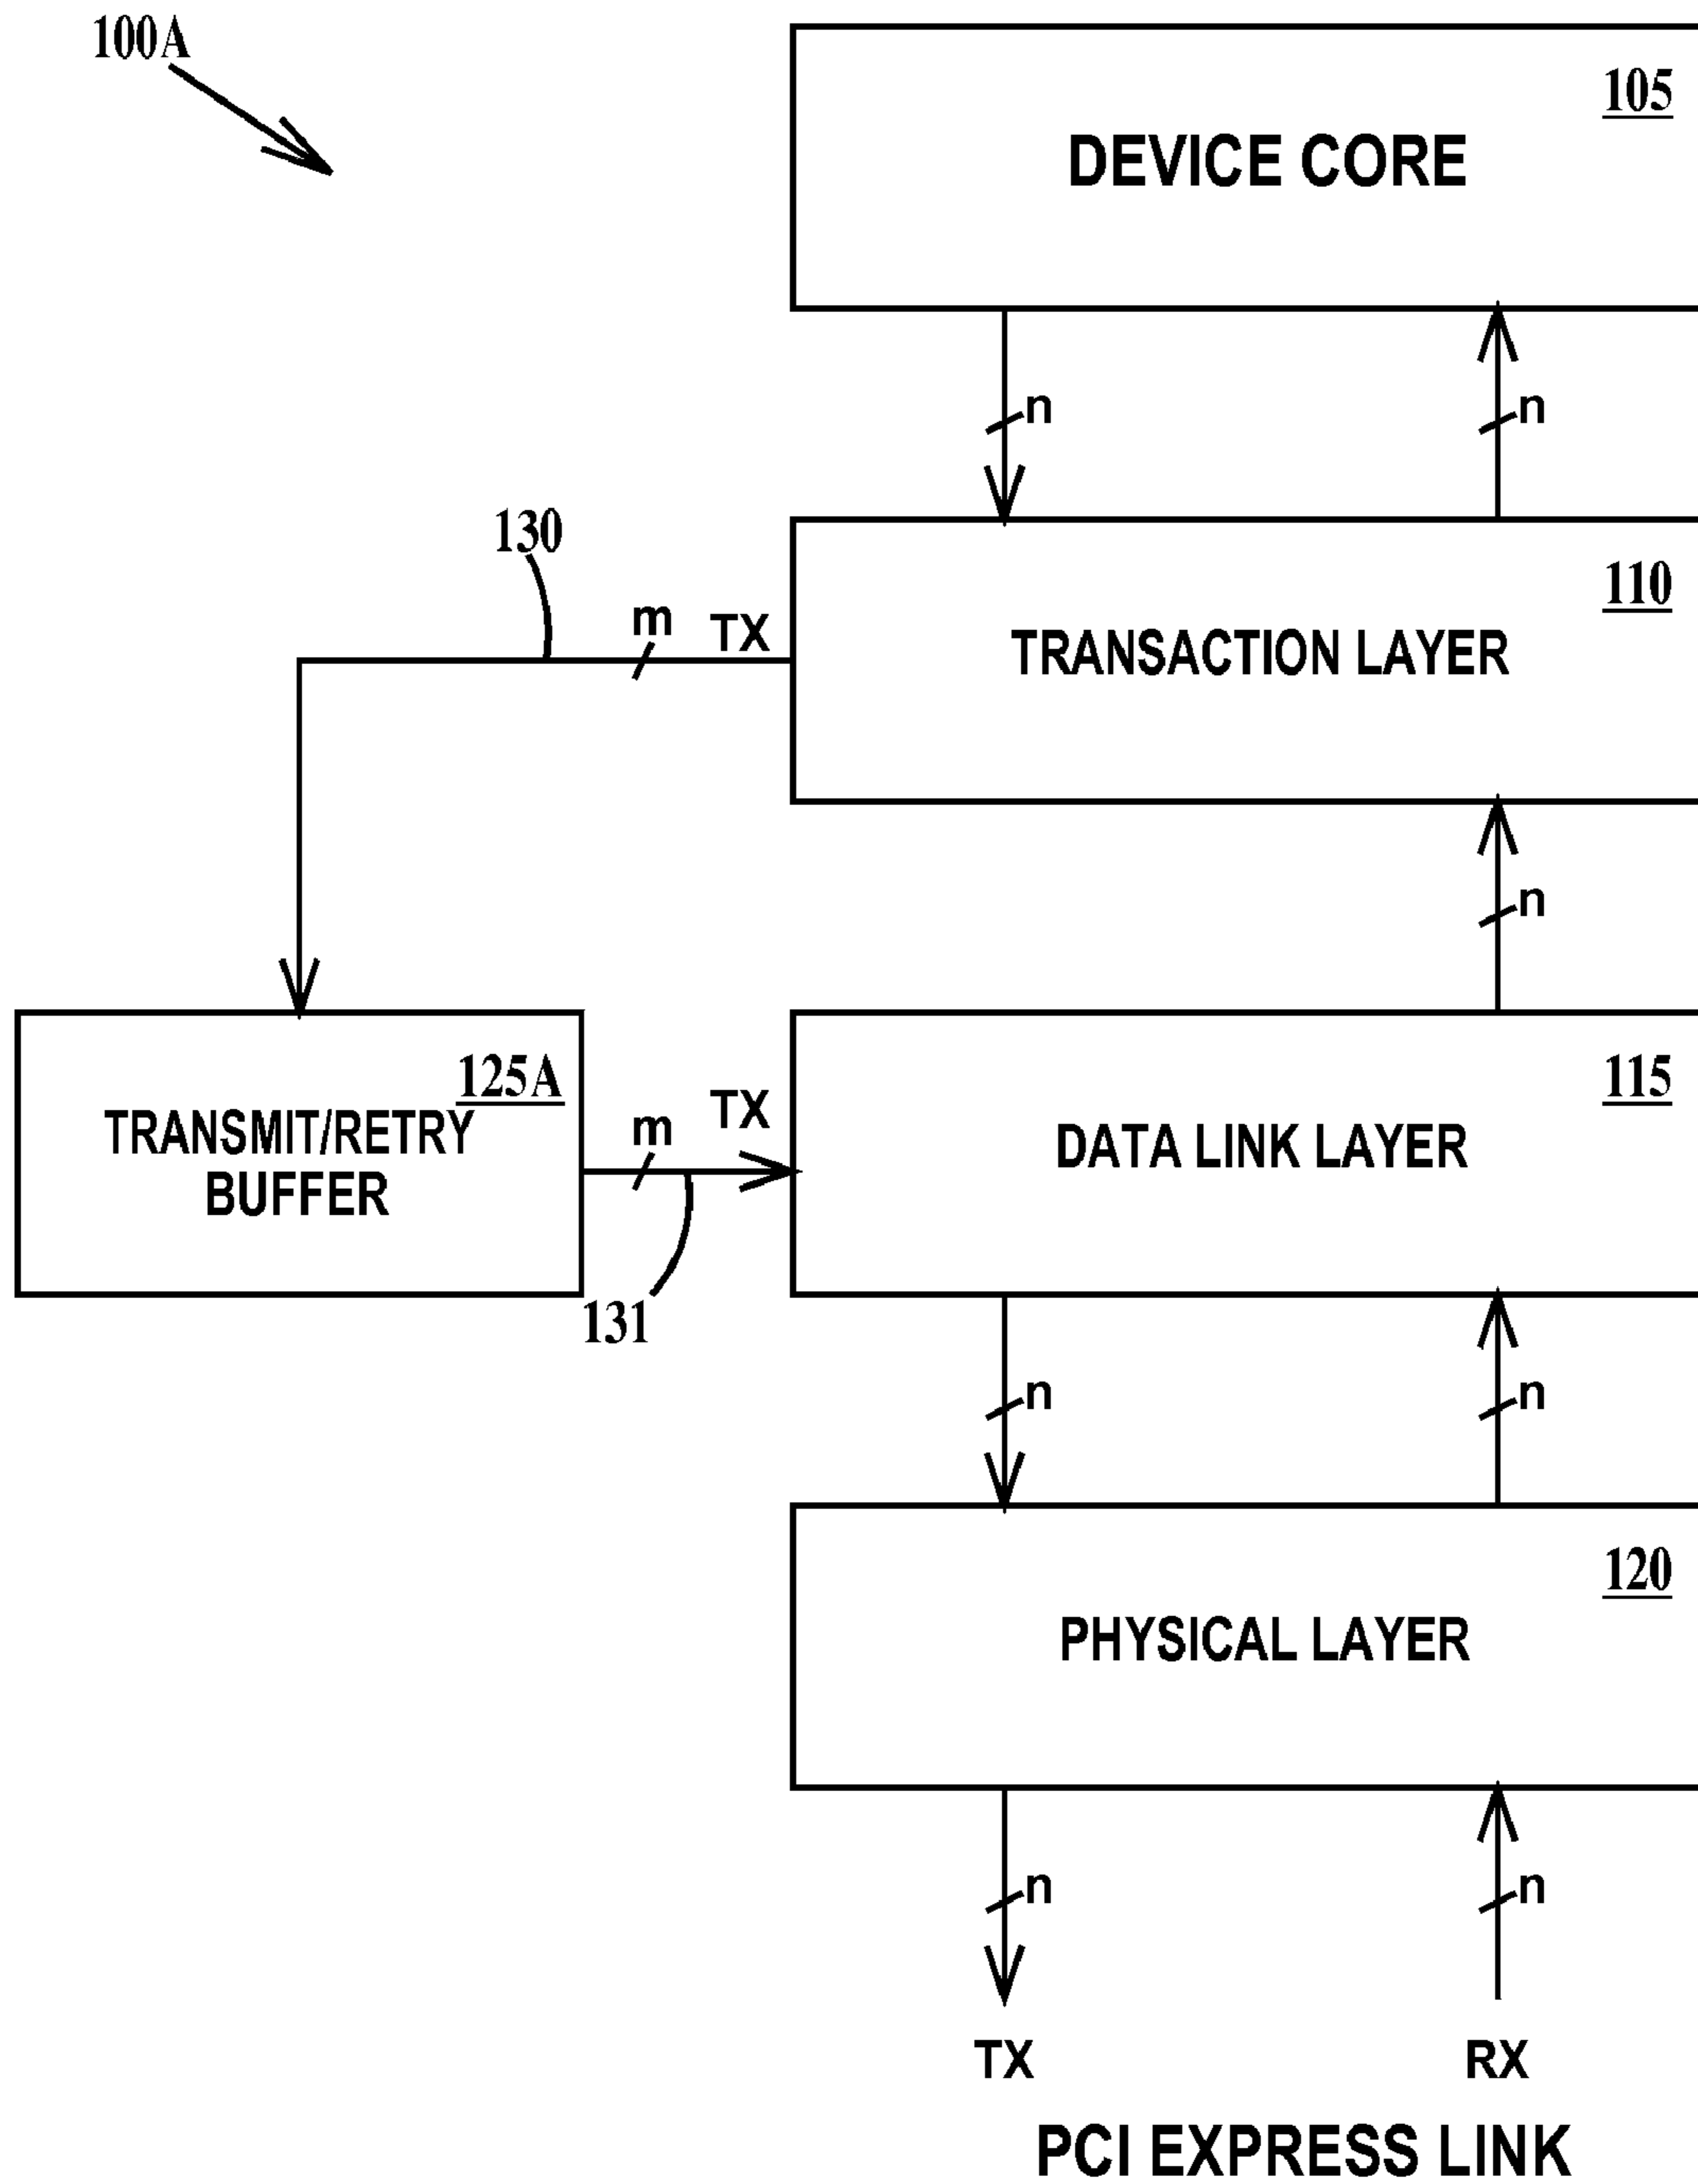 100A
105
DEVICE CORE
n
n
130
110
m
TX
TRANSACTION LAYER
n
125A
TRANSMIT/RETRY
BUFFER
m
TX
131
115
DATA LINK LAYER
n
n
120
PHYSICAL LAYER
n
n
TX
RX
PCI EXPRESS LINK